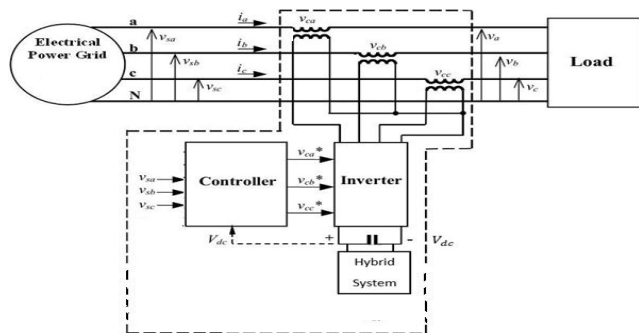 a
i_a
v_ca
Electrical
Power Grid
v_sa
b
i_b
v_cb
v_a
Load
v_sb
c
i_c
v_cc
v_b
v_sc
N
v_c
Controller
v_ca*
Inverter
v_sa
v_sb
v_sc
v_cb*
v_cc*
V_dc
+
-
V_dc
Hybrid
System